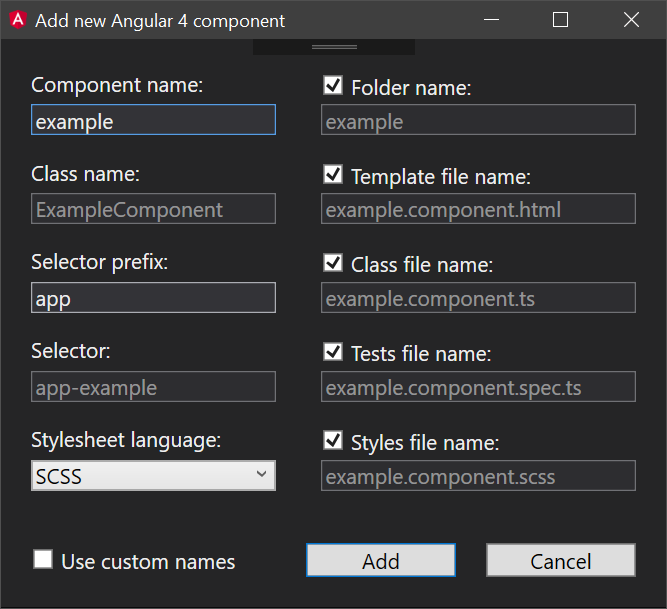 Add new Angular 4 component
Component name:
example
Folder name:
example
Class name:
ExampleComponent
Template file name:
example.component.html
Selector prefix:
app
Class file name:
example.component.ts
Selector:
app-example
Tests file name:
example.component.spec.ts
Stylesheet language:
SCSS
Styles file name:
example.component.scss
Use custom names
Add
Cancel